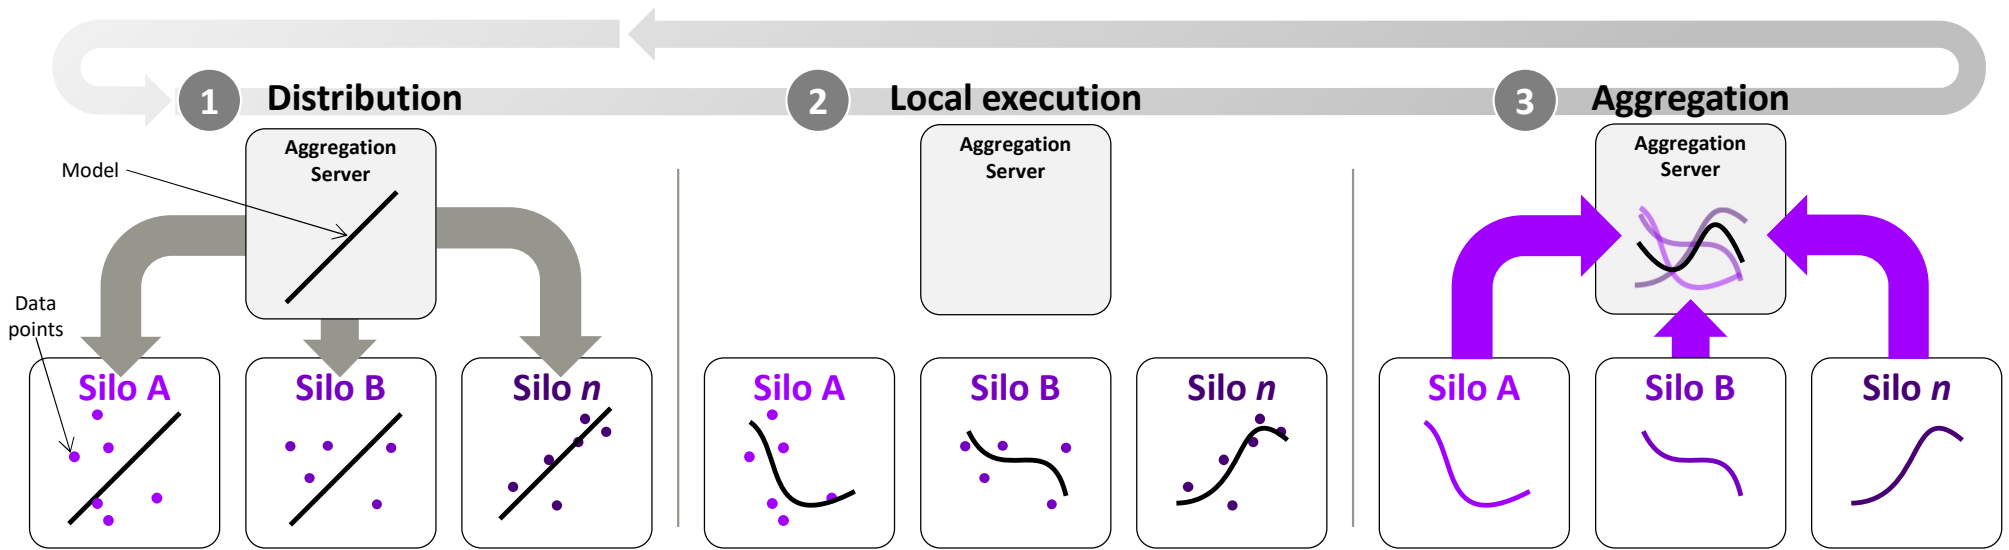 1 Distribution
Aggregation
Server
Model
Data
points
Silo A
Silo B
Silo n
2 Local execution
Aggregation
Server
Silo A
Silo B
Silo n
3 Aggregation
Aggregation
Server
Silo A
Silo B
Silo n